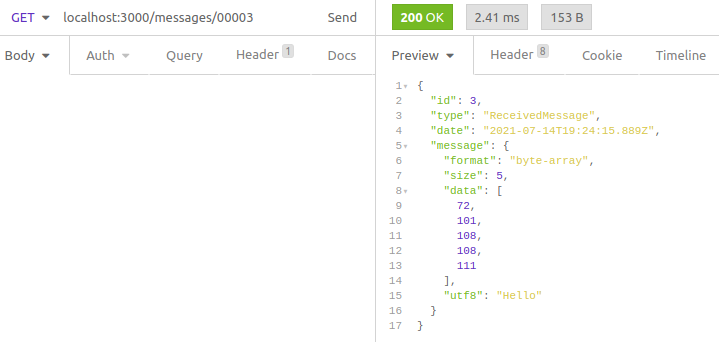 GET localhost:3000/messages/00003 Send 200 OK 2.41 ms 153 B
Body Auth Query Header 1 Docs Preview Header 8 Cookie Timeline
1 {
2 "id": 3,
3 "type": "ReceivedMessage",
4 "date": "2021-07-14T19:24:15.889Z",
5 "message": {
6 "format": "byte-array",
7 "size": 5,
8 "data": [
9 72,
10 101,
11 108,
12 108,
13 111
14 ],
15 "utf8": "Hello"
16 }
17 }